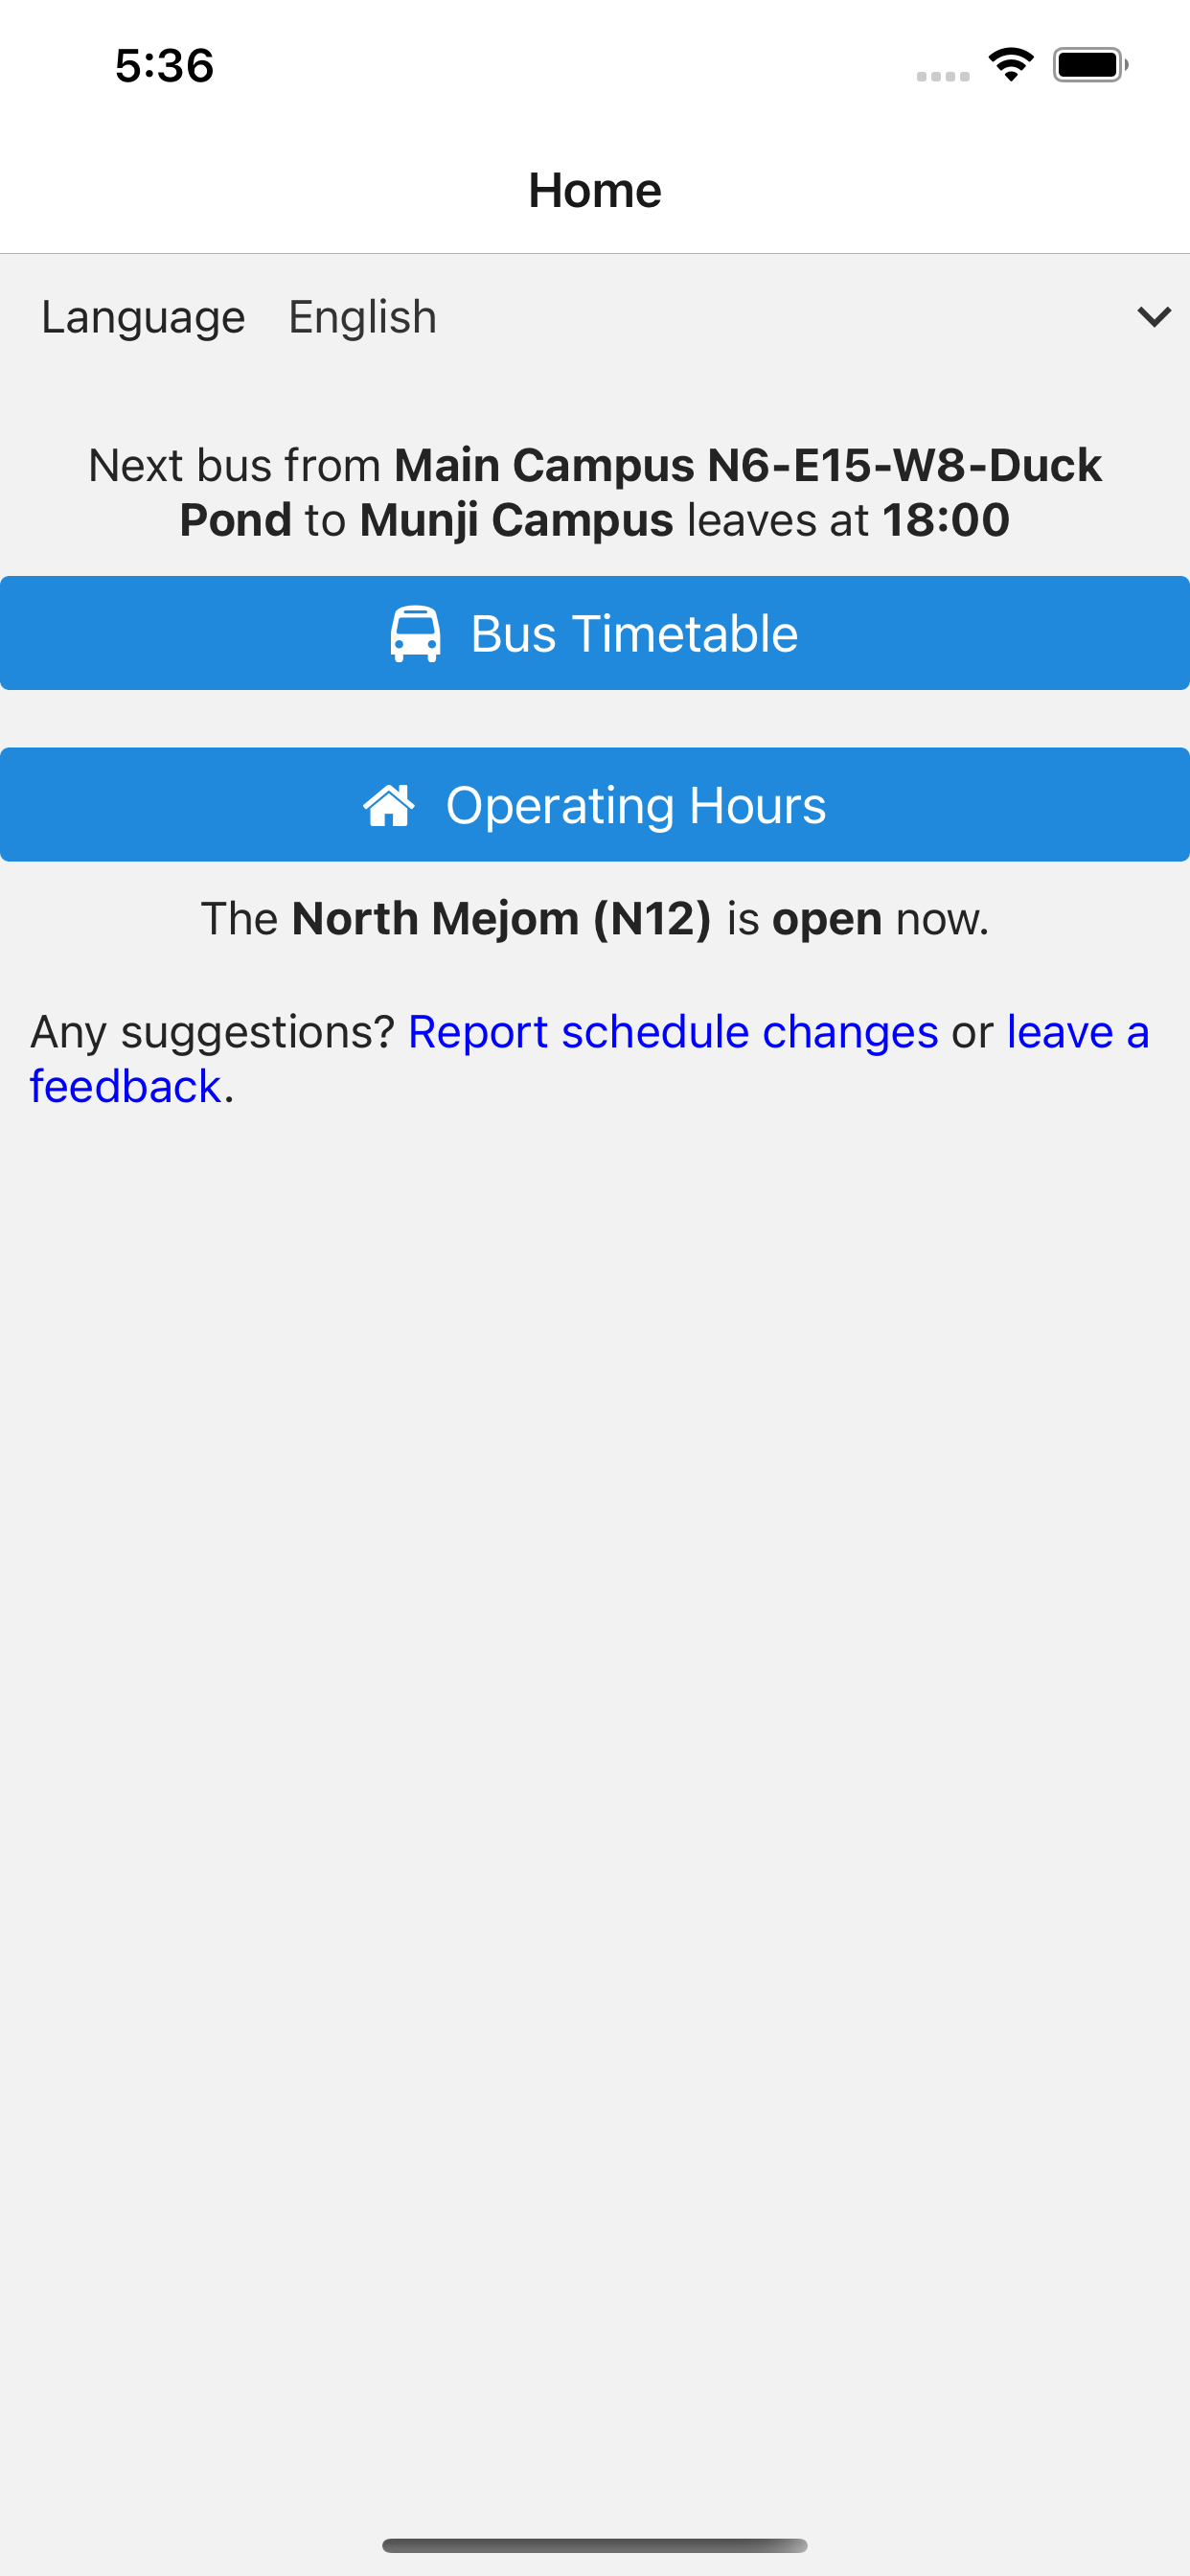 5:36
Home
Language English
Next bus from Main Campus N6-E15-W8-Duck
Pond to Munji Campus leaves at 18:00
Bus Timetable
Operating Hours
The North Mejom (N12) is open now.
Any suggestions? Report schedule changes or leave a
feedback.